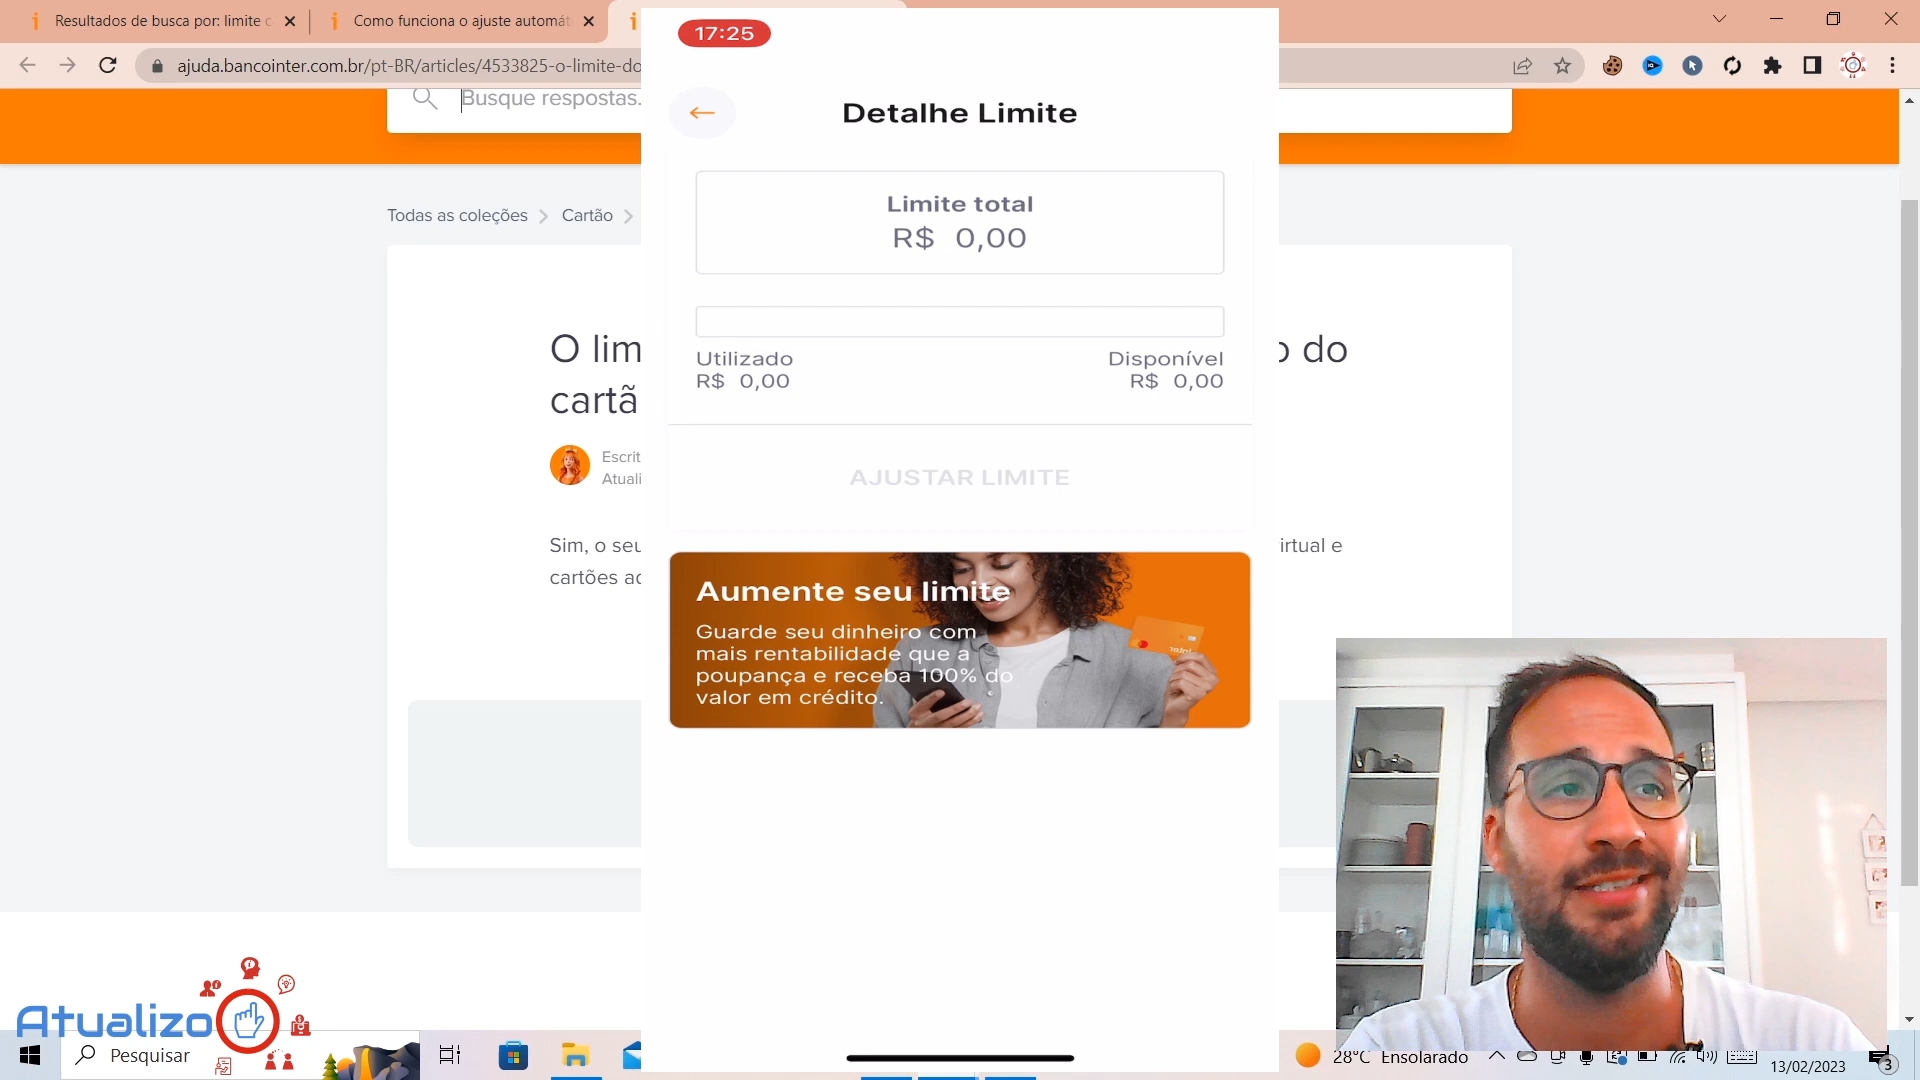 Resultados de busca por: limite c
Como funciona o ajuste automát
ajuda.bancointer.com.br/pt-BR/articles/4533825-o-limite-do
Busque respostas.
17:25
Detalhe Limite
Limite total
R$ 0,00
Utilizado
R$ 0,00
Disponível
R$ 0,00
AJUSTAR LIMITE
Aumente seu limite
Guarde seu dinheiro com
mais rentabilidade que a
poupança e receba 100% do
valor em crédito.
Todas as coleções
Cartão
O lim
o do
cartã
Escrit
Atuali
Sim, o seu
irtual e
cartões ad
Atualizo
Pesquisar
28°C Ensolarado
13/02/2023
3